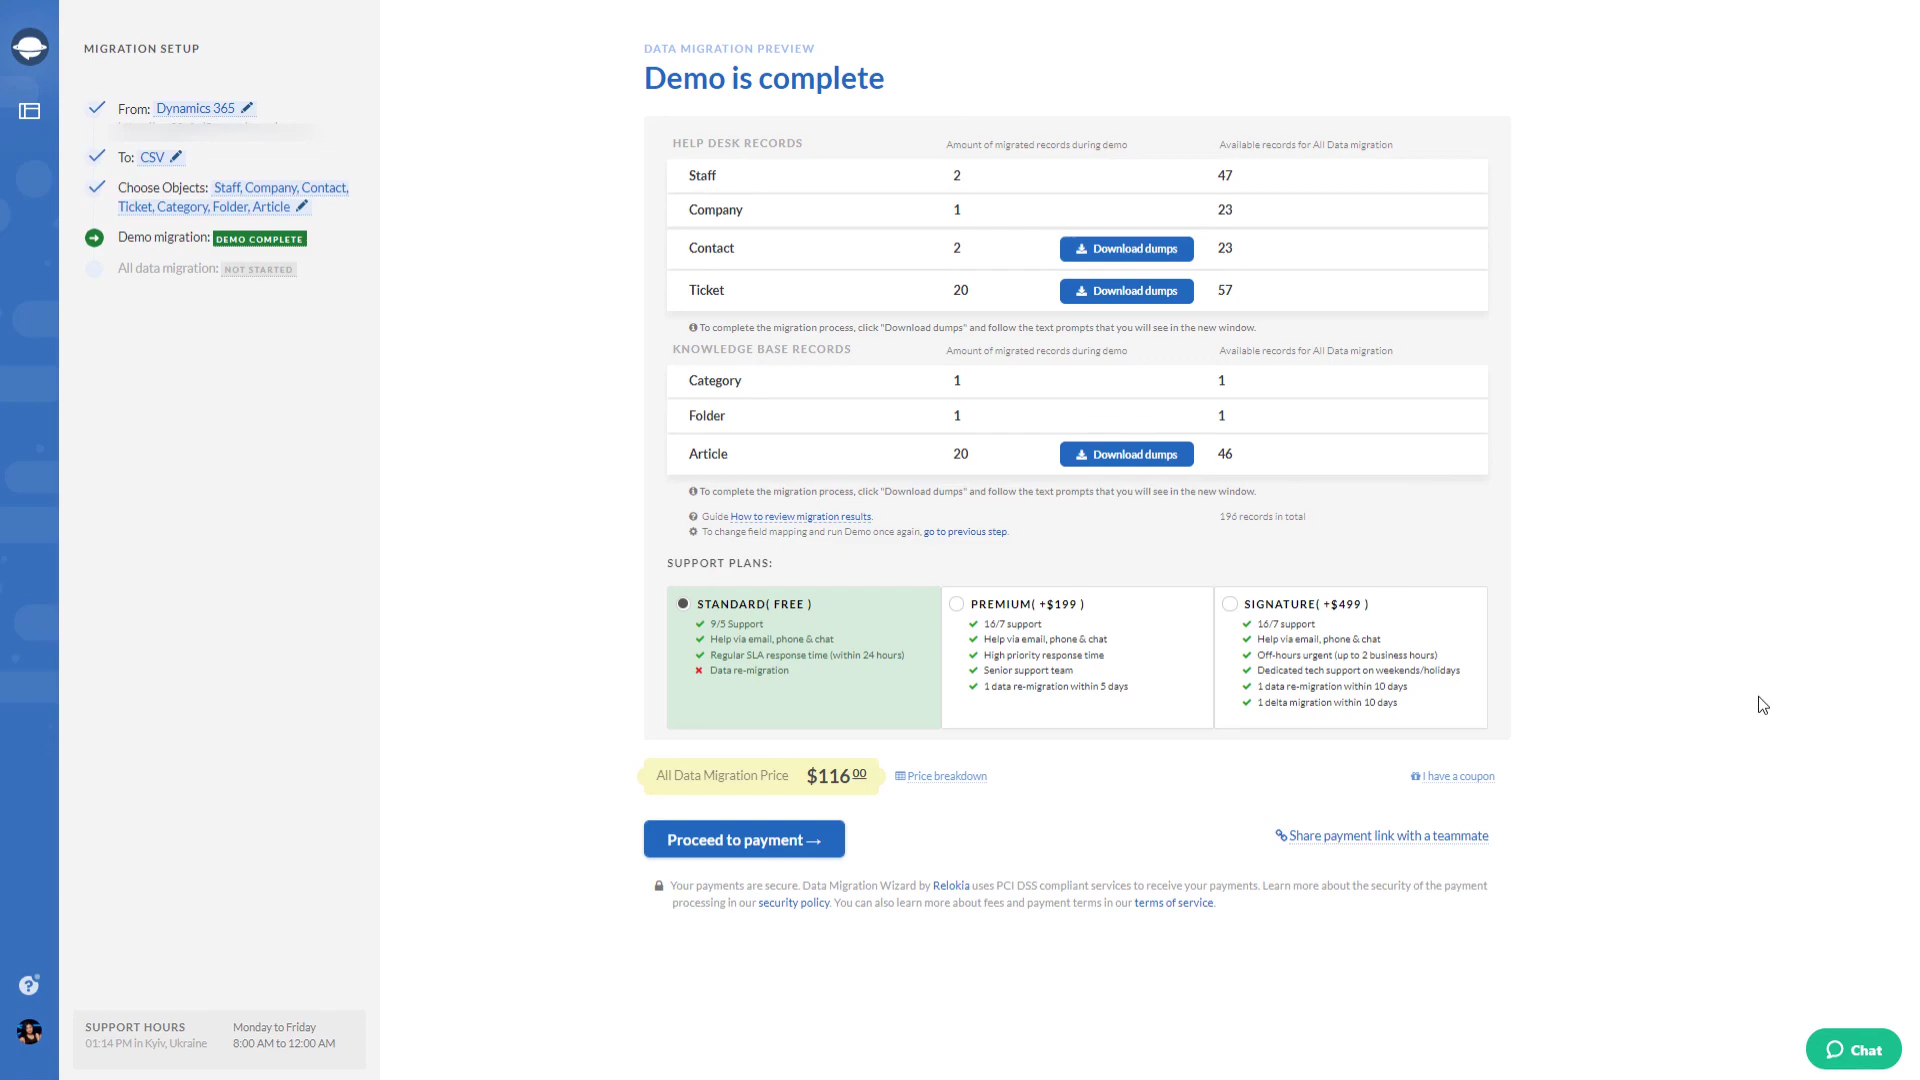 MIGRATION SETUP
From: Dynamics 365
To: CSV
Choose Objects: Staff, Company, Contact,
Ticket, Category, Folder, Article
Demo migration: DEMO COMPLETE
All data migration: NOT STARTED
DATA MIGRATION PREVIEW
Demo is complete
HELP DESK RECORDS Amount of migrated records during demo Available records for All Data migration
Staff 2 47
Company 1 23
Contact 2 Download dumps 23
Ticket 20 Download dumps 57
To complete the migration process, click "Download dumps" and follow the text prompts that you will see in the new window.
KNOWLEDGE BASE RECORDS Amount of migrated records during demo Available records for All Data migration
Category 1 1
Folder 1 1
Article 20 Download dumps 46
To complete the migration process, click "Download dumps" and follow the text prompts that you will see in the new window.
Guide How to review migration results. 196 records in total
To change field mapping and run Demo once again, go to previous step.
SUPPORT PLANS:
STANDARD( FREE )
9/5 Support
Help via email, phone & chat
Regular SLA response time (within 24 hours)
Data re-migration
PREMIUM( +$199 )
16/7 support
Help via email, phone & chat
High priority response time
Senior support team
1 data re-migration within 5 days
SIGNATURE( +$499 )
16/7 support
Help via email, phone & chat
Off-hours urgent (up to 2 business hours)
Dedicated tech support on weekends/holidays
1 data re-migration within 10 days
1 delta migration within 10 days
All Data Migration Price $116 00 Price breakdown I have a coupon
Proceed to payment → Share payment link with a teammate
Your payments are secure. Data Migration Wizard by Relokia uses PCI DSS compliant services to receive your payments. Learn more about the security of the payment
processing in our security policy. You can also learn more about fees and payment terms in our terms of service.
SUPPORT HOURS Monday to Friday
01:14 PM in Kyiv, Ukraine 8:00 AM to 12:00 AM
Chat